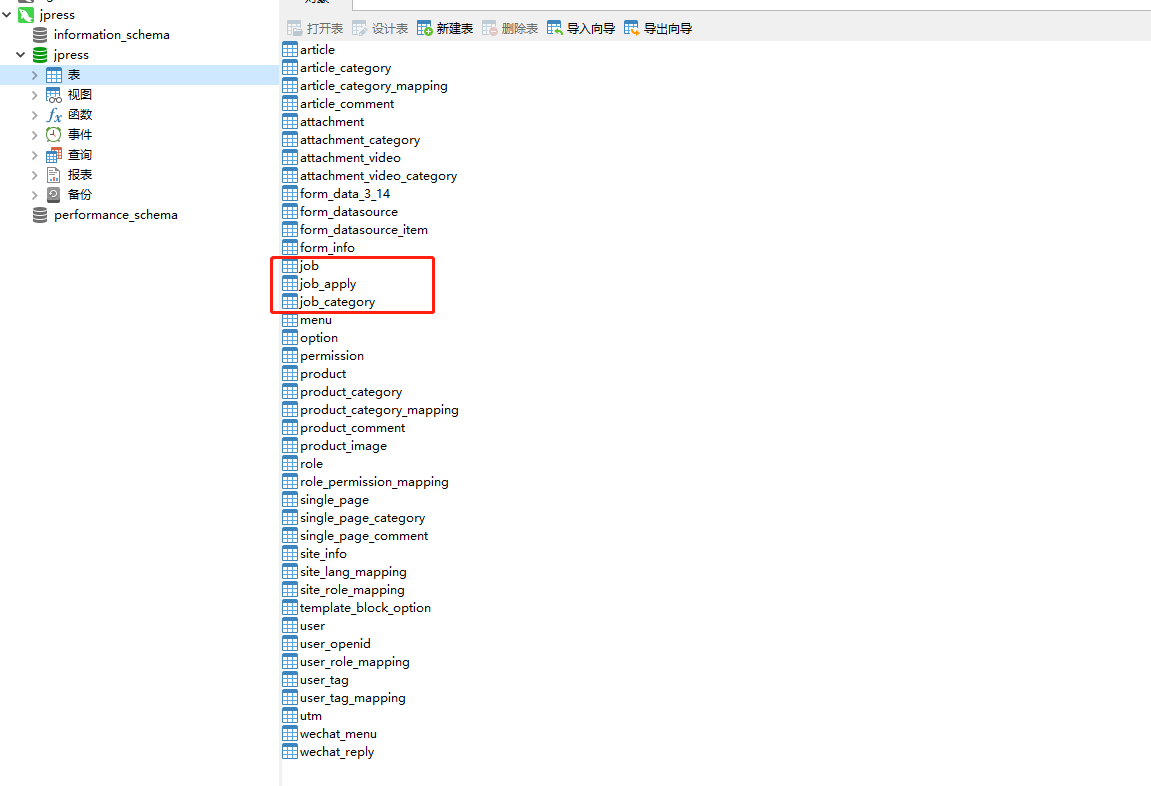 jpress
information_schema
jpress
表
视图
函数
事件
查询
报表
备份
performance_schema
打开表 设计表 新建表 删除表 导入向导 导出向导
article
article_category
article_category_mapping
article_comment
attachment
attachment_category
attachment_video
attachment_video_category
form_data_3_14
form_datasource
form_datasource_item
form_info
job
job_apply
job_category
menu
option
permission
product
product_category
product_category_mapping
product_comment
product_image
role
role_permission_mapping
single_page
single_page_category
single_page_comment
site_info
site_lang_mapping
site_role_mapping
template_block_option
user
user_openid
user_role_mapping
user_tag
user_tag_mapping
utm
wechat_menu
wechat_reply